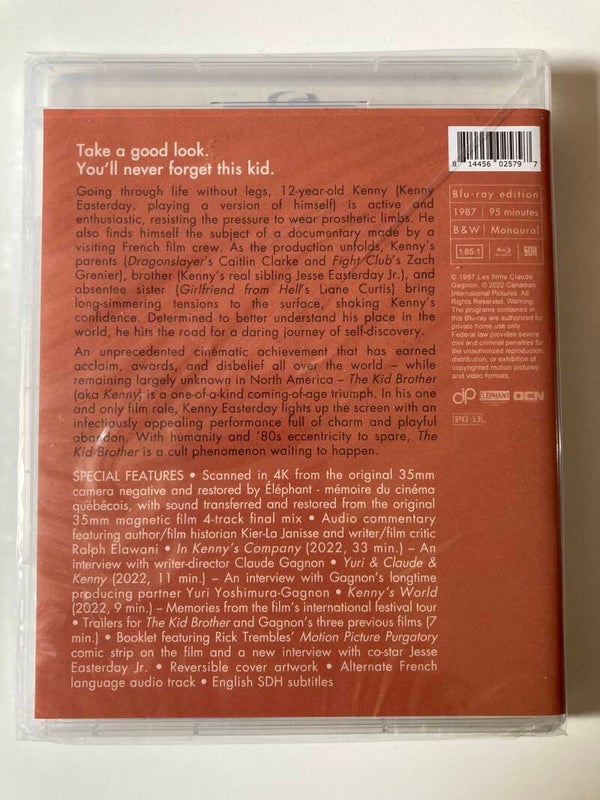 Take a good look.
You'll never forget this kid.
Going through life without legs, 12-year-old Kenny (Kenny
Easterday, playing a version of himself) is active and
enthusiastic, resisting the pressure to wear prosthetic limbs. He
also finds himself the subject of a documentary made by a
visiting French film crew. As the production unfolds, Kenny's
parents (Dragonslayer's Caitlin Clarke and Fight Club's Zach
Grenier), brother (Kenny's real sibling Jesse Easterday Jr.), and
absentee sister (Girlfriend from Hell's Liane Curtis) bring
long-simmering tensions to the surface, shaking Kenny's
confidence. Determined to better understand his place in the
world, he hits the road for a daring journey of self-discovery.
An unprecedented cinematic achievement that has earned
acclaim, awards, and disbelief all over the world – while
remaining largely unknown in North America – The Kid Brother
(aka Kenny) is a one-of-a-kind coming-of-age triumph. In his one
and only film role, Kenny Easterday lights up the screen with an
infectiously appealing performance full of charm and playful
abandon. With humanity and '80s eccentricity to spare, The
Kid Brother is a cult phenomenon waiting to happen.
SPECIAL FEATURES • Scanned in 4K from the original 35mm
camera negative and restored by Éléphant - mémoire du cinéma
québécois, with sound transferred and restored from the original
35mm magnetic film 4-track final mix • Audio commentary
featuring author/film historian Kier-La Janisse and writer/film critic
Ralph Elawani • In Kenny's Company (2022, 33 min.) – An
interview with writer-director Claude Gagnon • Yuri & Claude &
Kenny (2022, 11 min.) – An interview with Gagnon's longtime
producing partner Yuri Yoshimura-Gagnon • Kenny's World
(2022, 9 min.) – Memories from the film's international festival tour
• Trailers for The Kid Brother and Gagnon's three previous films (7
min.) • Booklet featuring Rick Trembles' Motion Picture Purgatory
comic strip on the film and a new interview with co-star Jesse
Easterday Jr. • Reversible cover artwork • Alternate French
language audio track • English SDH subtitles
8 14456 02579 7
Blu-ray edition
1987 95 minutes
B&W Monaural
1.85:1 SDH
© 1987 Les films Claude
Gagnon. © 2022 Canadian
International Pictures. All
Rights Reserved. Warning:
The programs contained in
this Blu-ray are authorized for
private home use only.
Federal law provides severe
civil and criminal penalties for
the unauthorized reproduction,
distribution, or exhibition of
copyrighted motion pictures
and video formats.
dp ELEPHANT OCN
PG-13